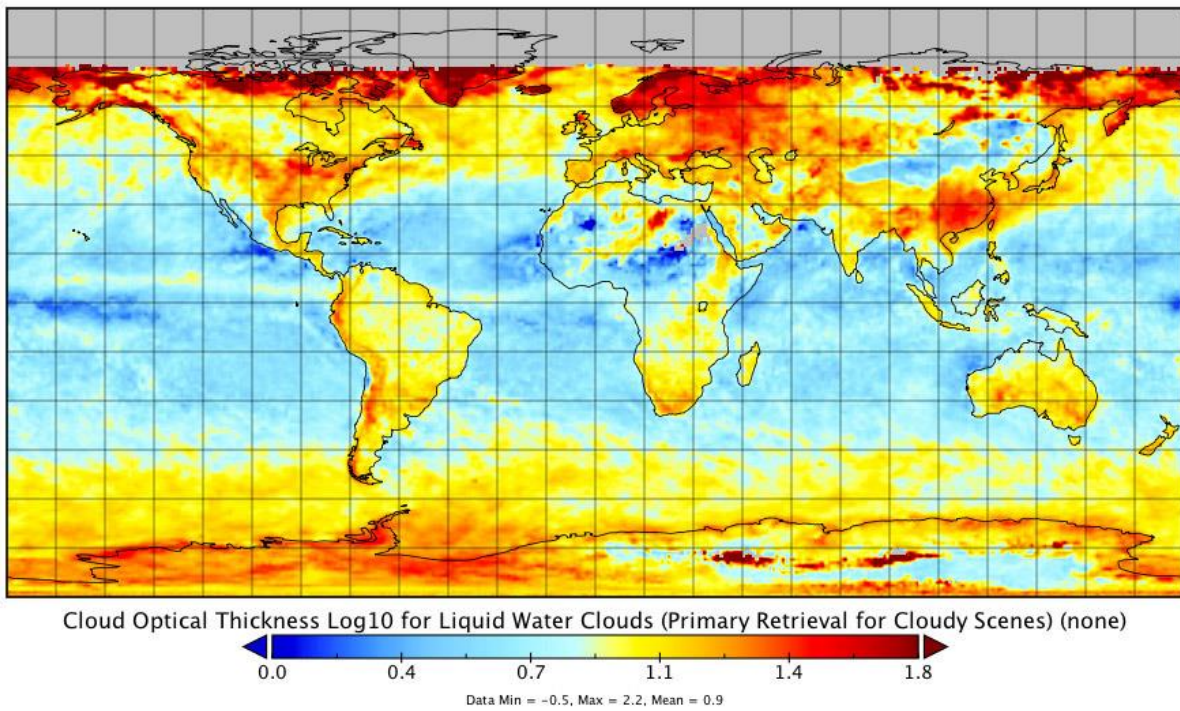 Cloud Optical Thickness Log10 for Liquid Water Clouds (Primary Retrieval for Cloudy Scenes) (none)
0.0 0.4 0.7 1.1 1.4 1.8
Data Min = −0.5, Max = 2.2, Mean = 0.9